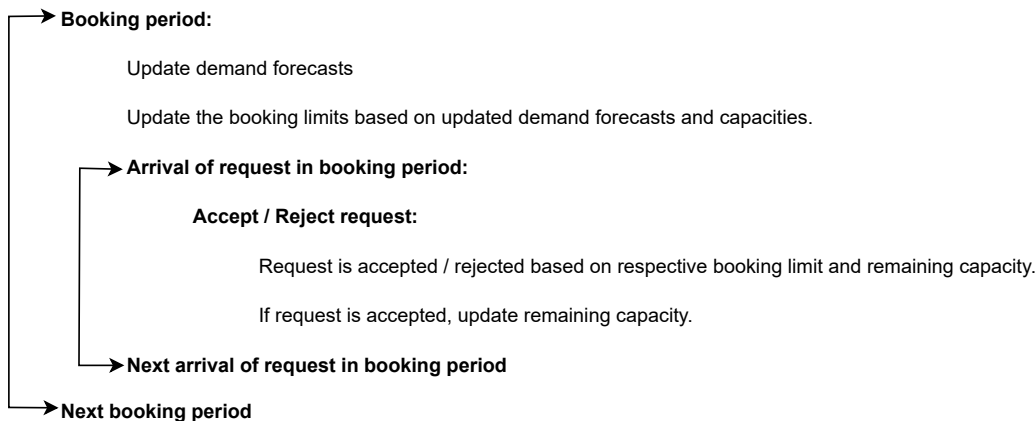 Booking period:
Update demand forecasts
Update the booking limits based on updated demand forecasts and capacities.
Arrival of request in booking period:
Accept / Reject request:
Request is accepted / rejected based on respective booking limit and remaining capacity.
If request is accepted, update remaining capacity.
Next arrival of request in booking period
Next booking period